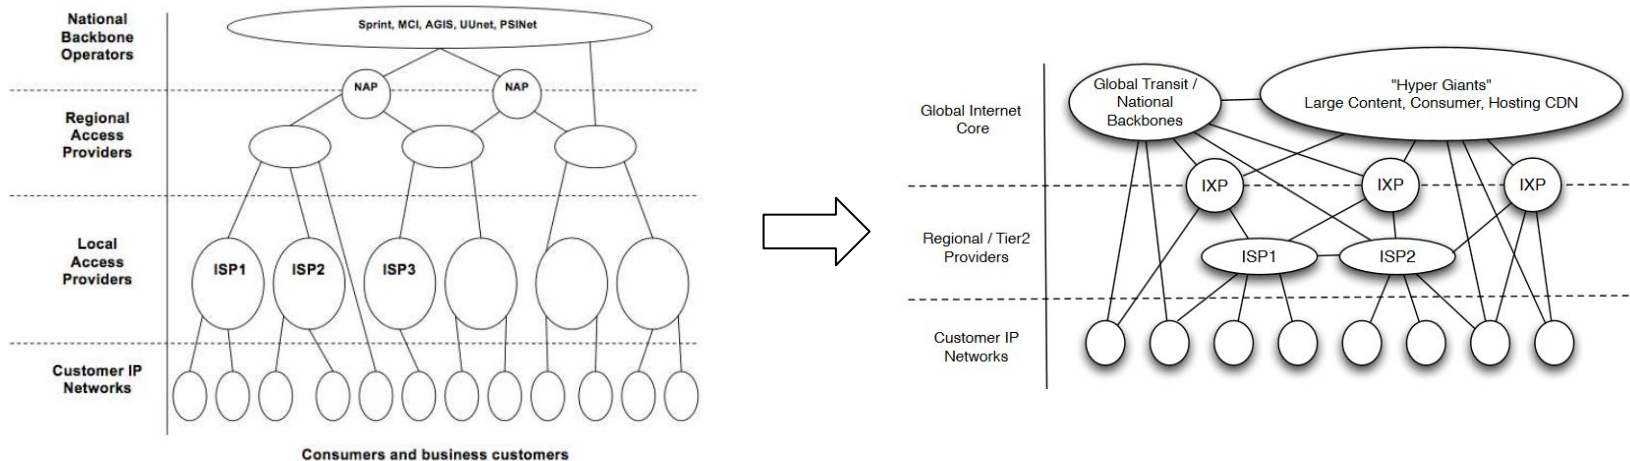 National
Backbone
Operators
Sprint, MCI, AGIS, UUnet, PSINet
NAP
NAP
Regional
Access
Providers
Local
Access
Providers
ISP1
ISP2
ISP3
Customer IP
Networks
Consumers and business customers
Global Internet
Core
Global Transit /
National
Backbones
"Hyper Giants"
Large Content, Consumer, Hosting CDN
IXP
IXP
IXP
Regional / Tier2
Providers
ISP1
ISP2
Customer IP
Networks